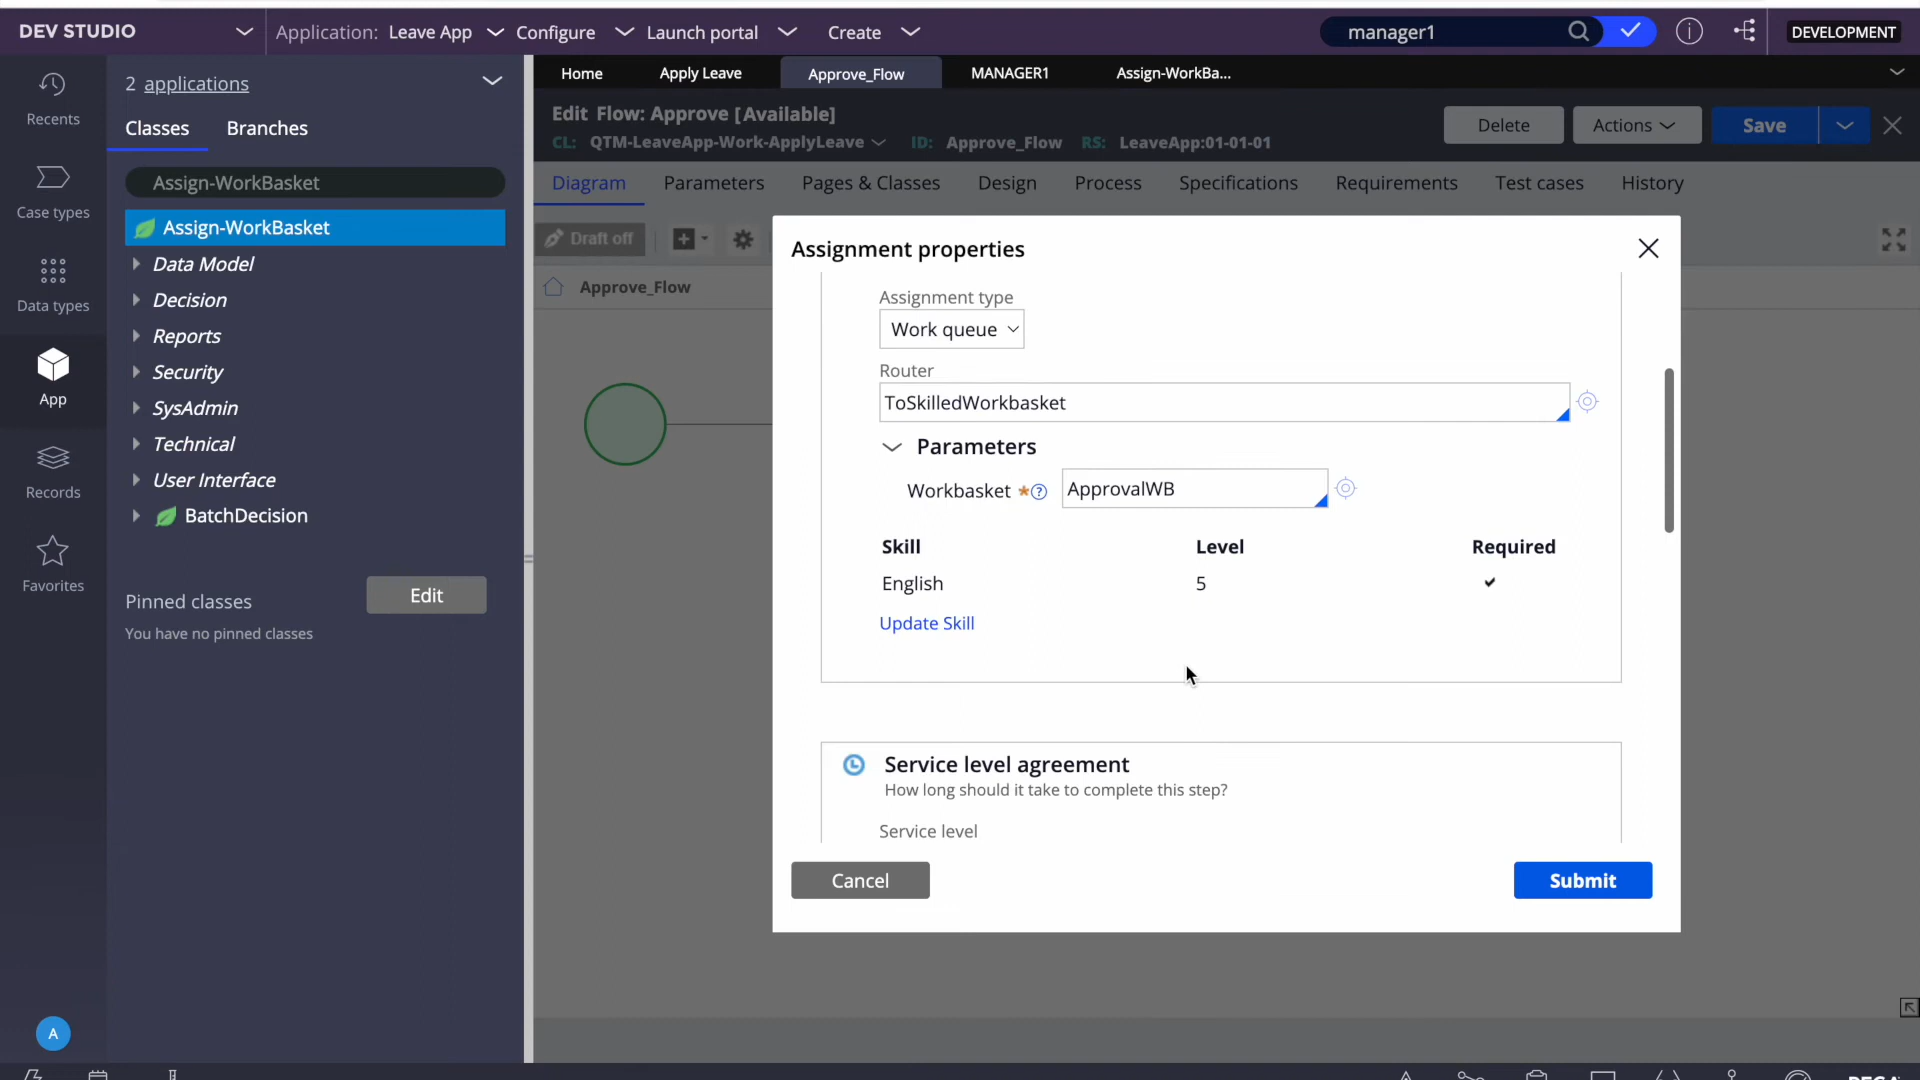 DEV STUDIO
Application: Leave App
Configure
Launch portal
Create
manager1
DEVELOPMENT
Recents
Case types
Data types
App
Records
Favorites
A
2 applications
Classes
Branches
Assign-WorkBasket
Assign-WorkBasket
Data Model
Decision
Reports
Security
SysAdmin
Technical
User Interface
BatchDecision
Pinned classes
Edit
You have no pinned classes
Home
Apply Leave
Approve_Flow
MANAGER1
Assign-WorkBa...
Edit Flow: Approve [Available]
CL: QTM-LeaveApp-Work-ApplyLeave ID: Approve_Flow RS: LeaveApp:01-01-01
Delete
Actions
Save
Diagram
Parameters
Pages & Classes
Design
Process
Specifications
Requirements
Test cases
History
Draft off
Approve_Flow
Assignment properties
Assignment type
Work queue
Router
ToSkilledWorkbasket
Parameters
Workbasket *? ApprovalWB
Skill Level Required
English 5
Update Skill
Service level agreement
How long should it take to complete this step?
Service level
Cancel
Submit